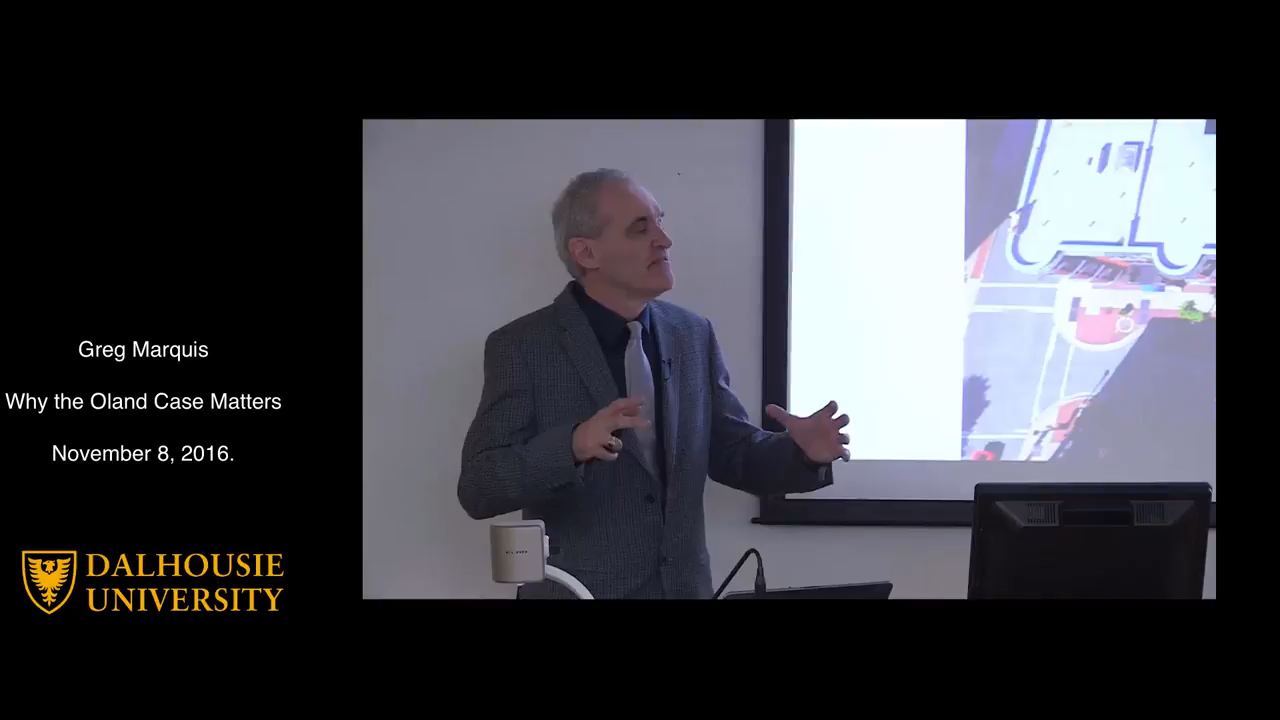 Greg Marquis
Why the Oland Case Matters
November 8, 2016.
DALHOUSIE
UNIVERSITY